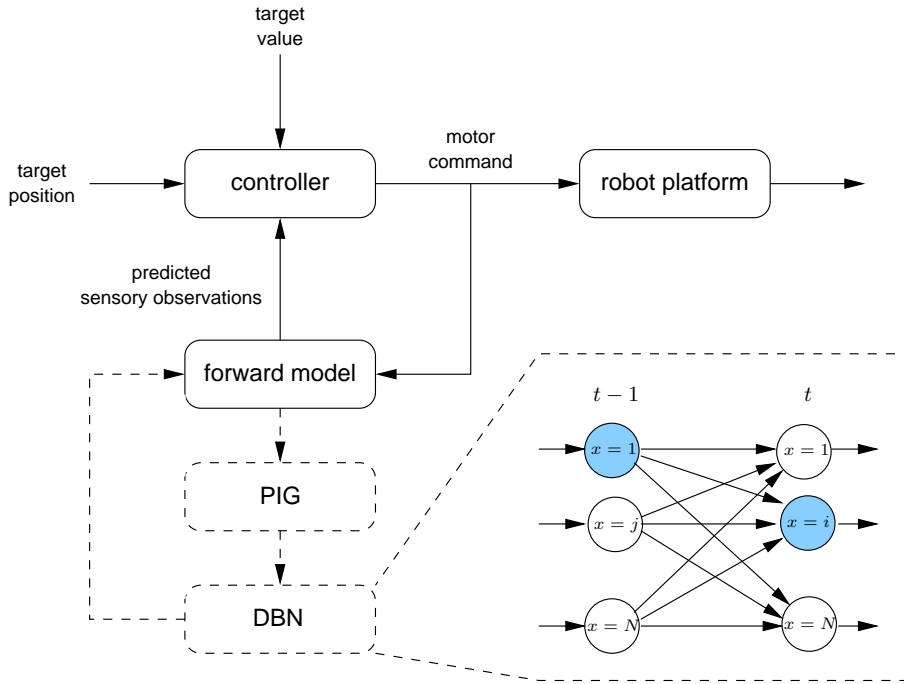 target
value
target
position
controller
motor
command
robot platform
predicted
sensory observations
forward model
PIG
DBN
t − 1
t
x = 1
x = 1
x = j
x = i
x = N
x = N